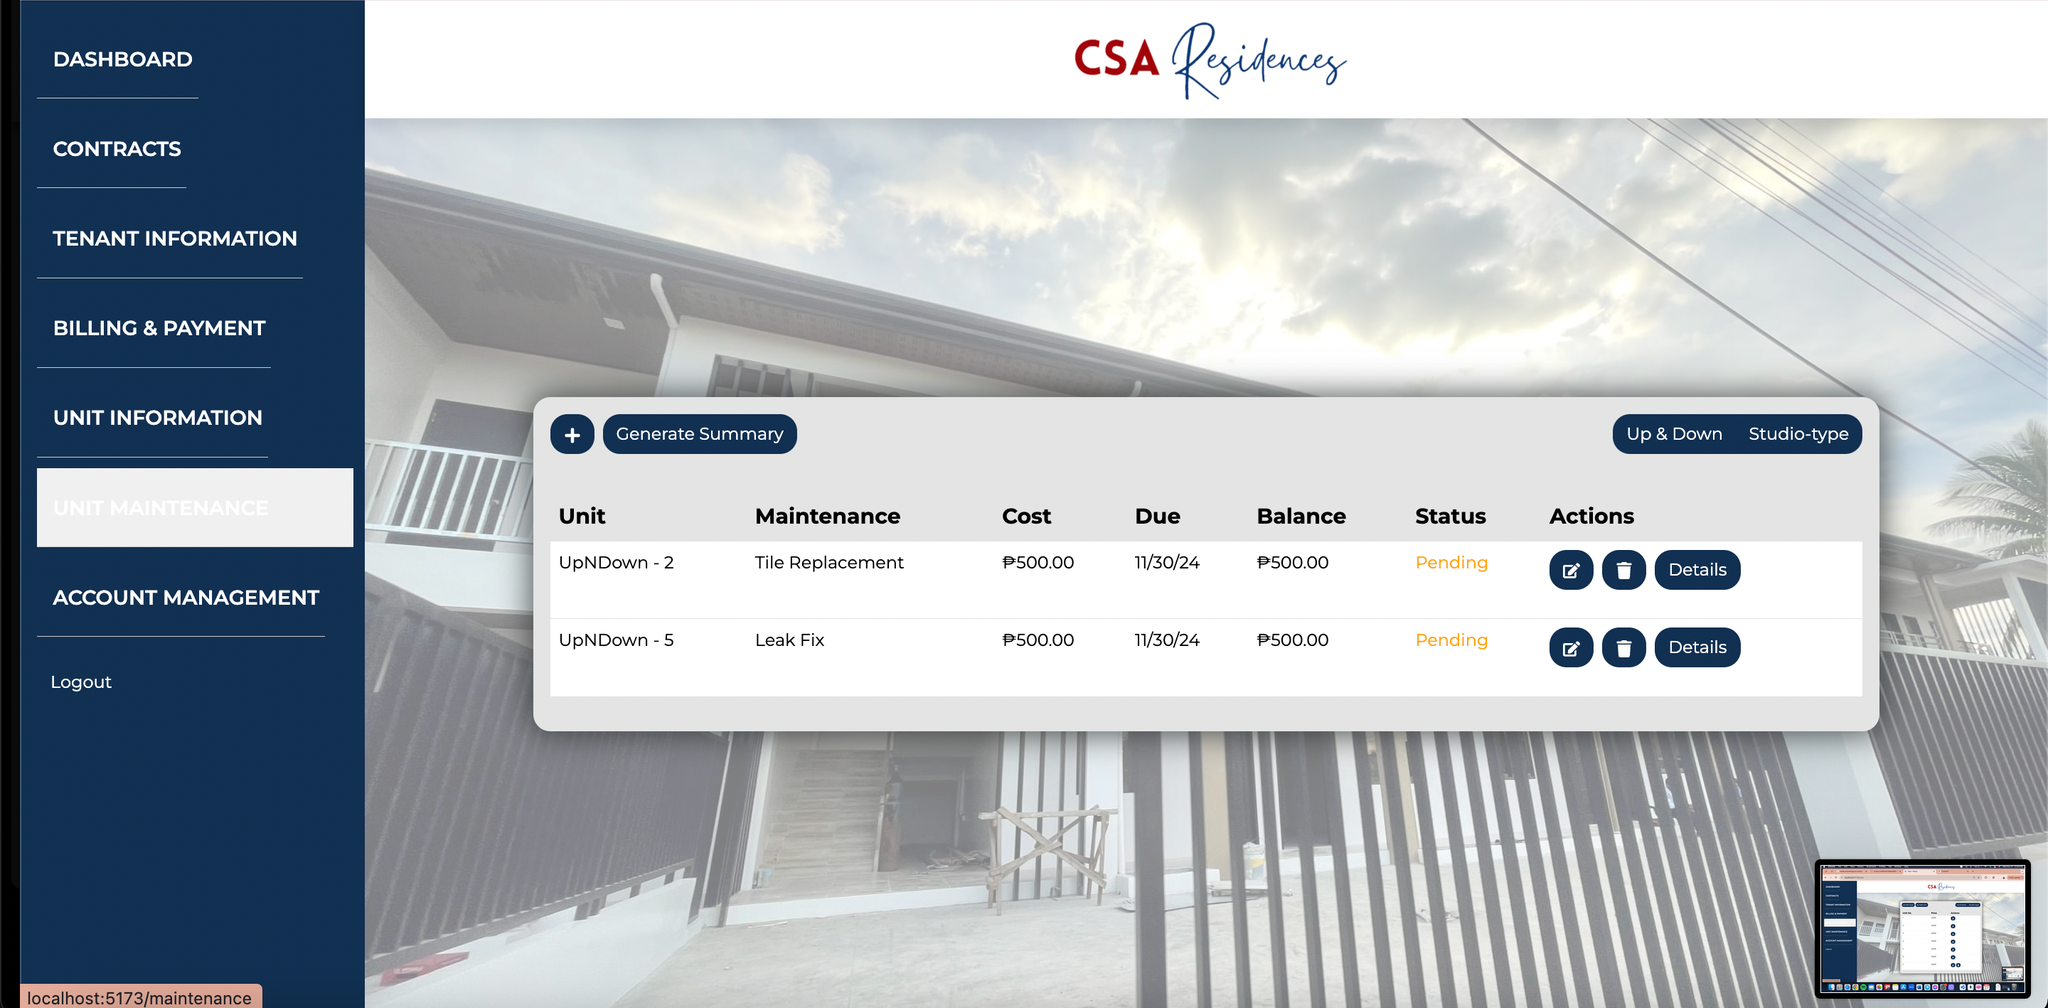 DASHBOARD
CONTRACTS
TENANT INFORMATION
BILLING & PAYMENT
UNIT INFORMATION
UNIT MAINTENANCE
ACCOUNT MANAGEMENT
Logout
localhost:5173/maintenance
CSA Residences
+ Generate Summary Up & Down Studio-type
Unit Maintenance Cost Due Balance Status Actions
UpNDown - 2 Tile Replacement ₱500.00 11/30/24 ₱500.00 Pending Details
UpNDown - 5 Leak Fix ₱500.00 11/30/24 ₱500.00 Pending Details
CSA Residences